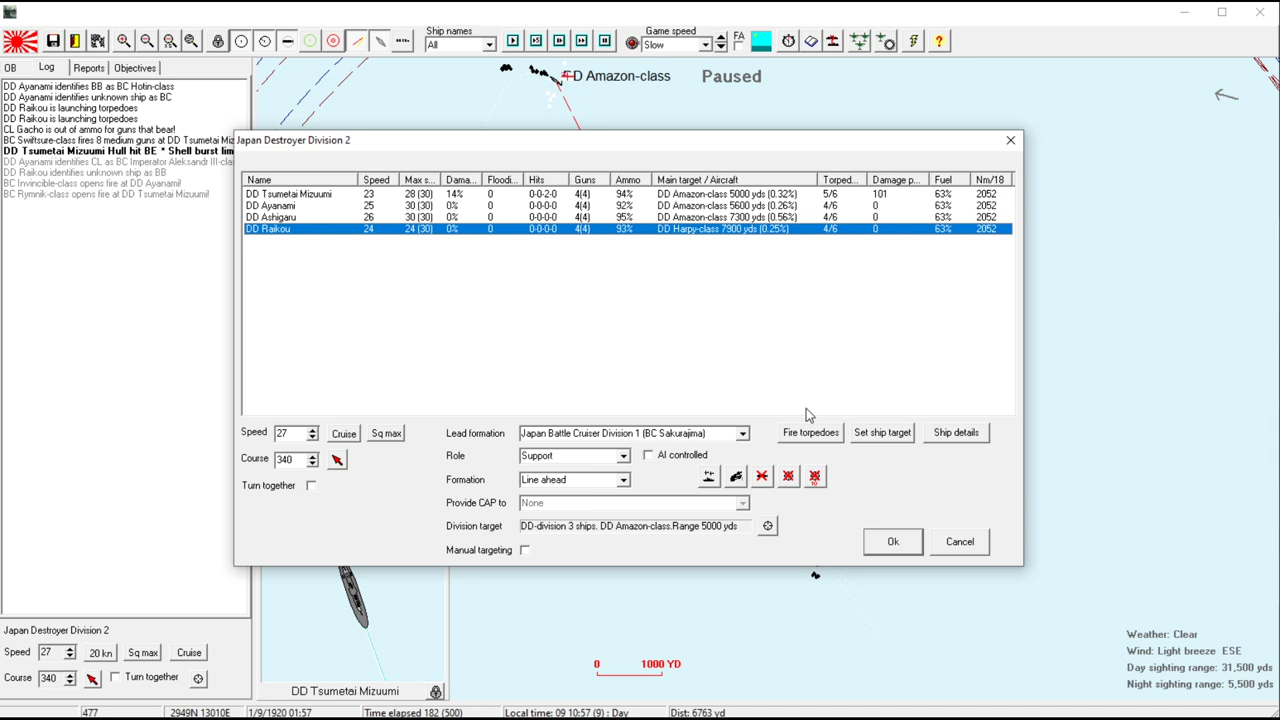 Ship names
All
Game speed
Slow
FA
OB Log Reports Objectives
DD Ayanami identifies BB as BC Hotin-class
DD Ayanami identifies unknown ship as BC
DD Raikou is launching torpedoes
DD Raikou is launching torpedoes
CL Gacho is out of ammo for guns that bear!
BC Swiftsure-class fires 8 medium guns at DD Tsumetai Miz
DD Tsumetai Mizuumi Hull hit BE * Shell burst lim
DD Ayanami identifies CL as BC Imperator Aleksandr III-cla
DD Raikou identifies unknown ship as BB
BC Invincible-class opens fire at DD Ayanami!
BC Rymnik-class opens fire at DD Tsumetai Mizuumi!
DD Amazon-class
Paused
Japan Destroyer Division 2
Name Speed Max s... Dama... Floodi... Hits Guns Ammo Main target / Aircraft Torped... Damage p... Fuel Nm/18
DD Tsumetai Mizuumi 23 28 (30) 14% 0 0-0-2-0 4(4) 94% DD Amazon-class 5000 yds (0.32%) 5/6 101 63% 2052
DD Ayanami 25 30 (30) 0% 0 0-0-0-0 4(4) 92% DD Amazon-class 5600 yds (0.26%) 4/6 0 63% 2052
DD Ashigaru 26 30 (30) 0% 0 0-0-0-0 4(4) 95% DD Amazon-class 7300 yds (0.56%) 4/6 0 63% 2052
DD Raikou 24 24 (30) 0% 0 0-0-0-0 4(4) 93% DD Harpy-class 7900 yds (0.25%) 4/6 0 63% 2052
Speed 27 Cruise Sq max
Course 340
Turn together
Lead formation Japan Battle Cruiser Division 1 (BC Sakurajima)
Role Support AI controlled
Formation Line ahead
Provide CAP to None
Division target DD-division 3 ships. DD Amazon-class.Range 5000 yds
Manual targeting
Fire torpedoes Set ship target Ship details
10
Ok Cancel
Japan Destroyer Division 2
Speed 27 20 kn Sq max Cruise
Course 340 Turn together
DD Tsumetai Mizuumi
0 1000 YD
Weather: Clear
Wind: Light breeze ESE
Day sighting range: 31,500 yds
Night sighting range: 5,500 yds
477 2949N 13010E 1/9/1920 01:57 Time elapsed 182 (500) Local time: 09 10:57 (9) : Day Dist: 6763 yd